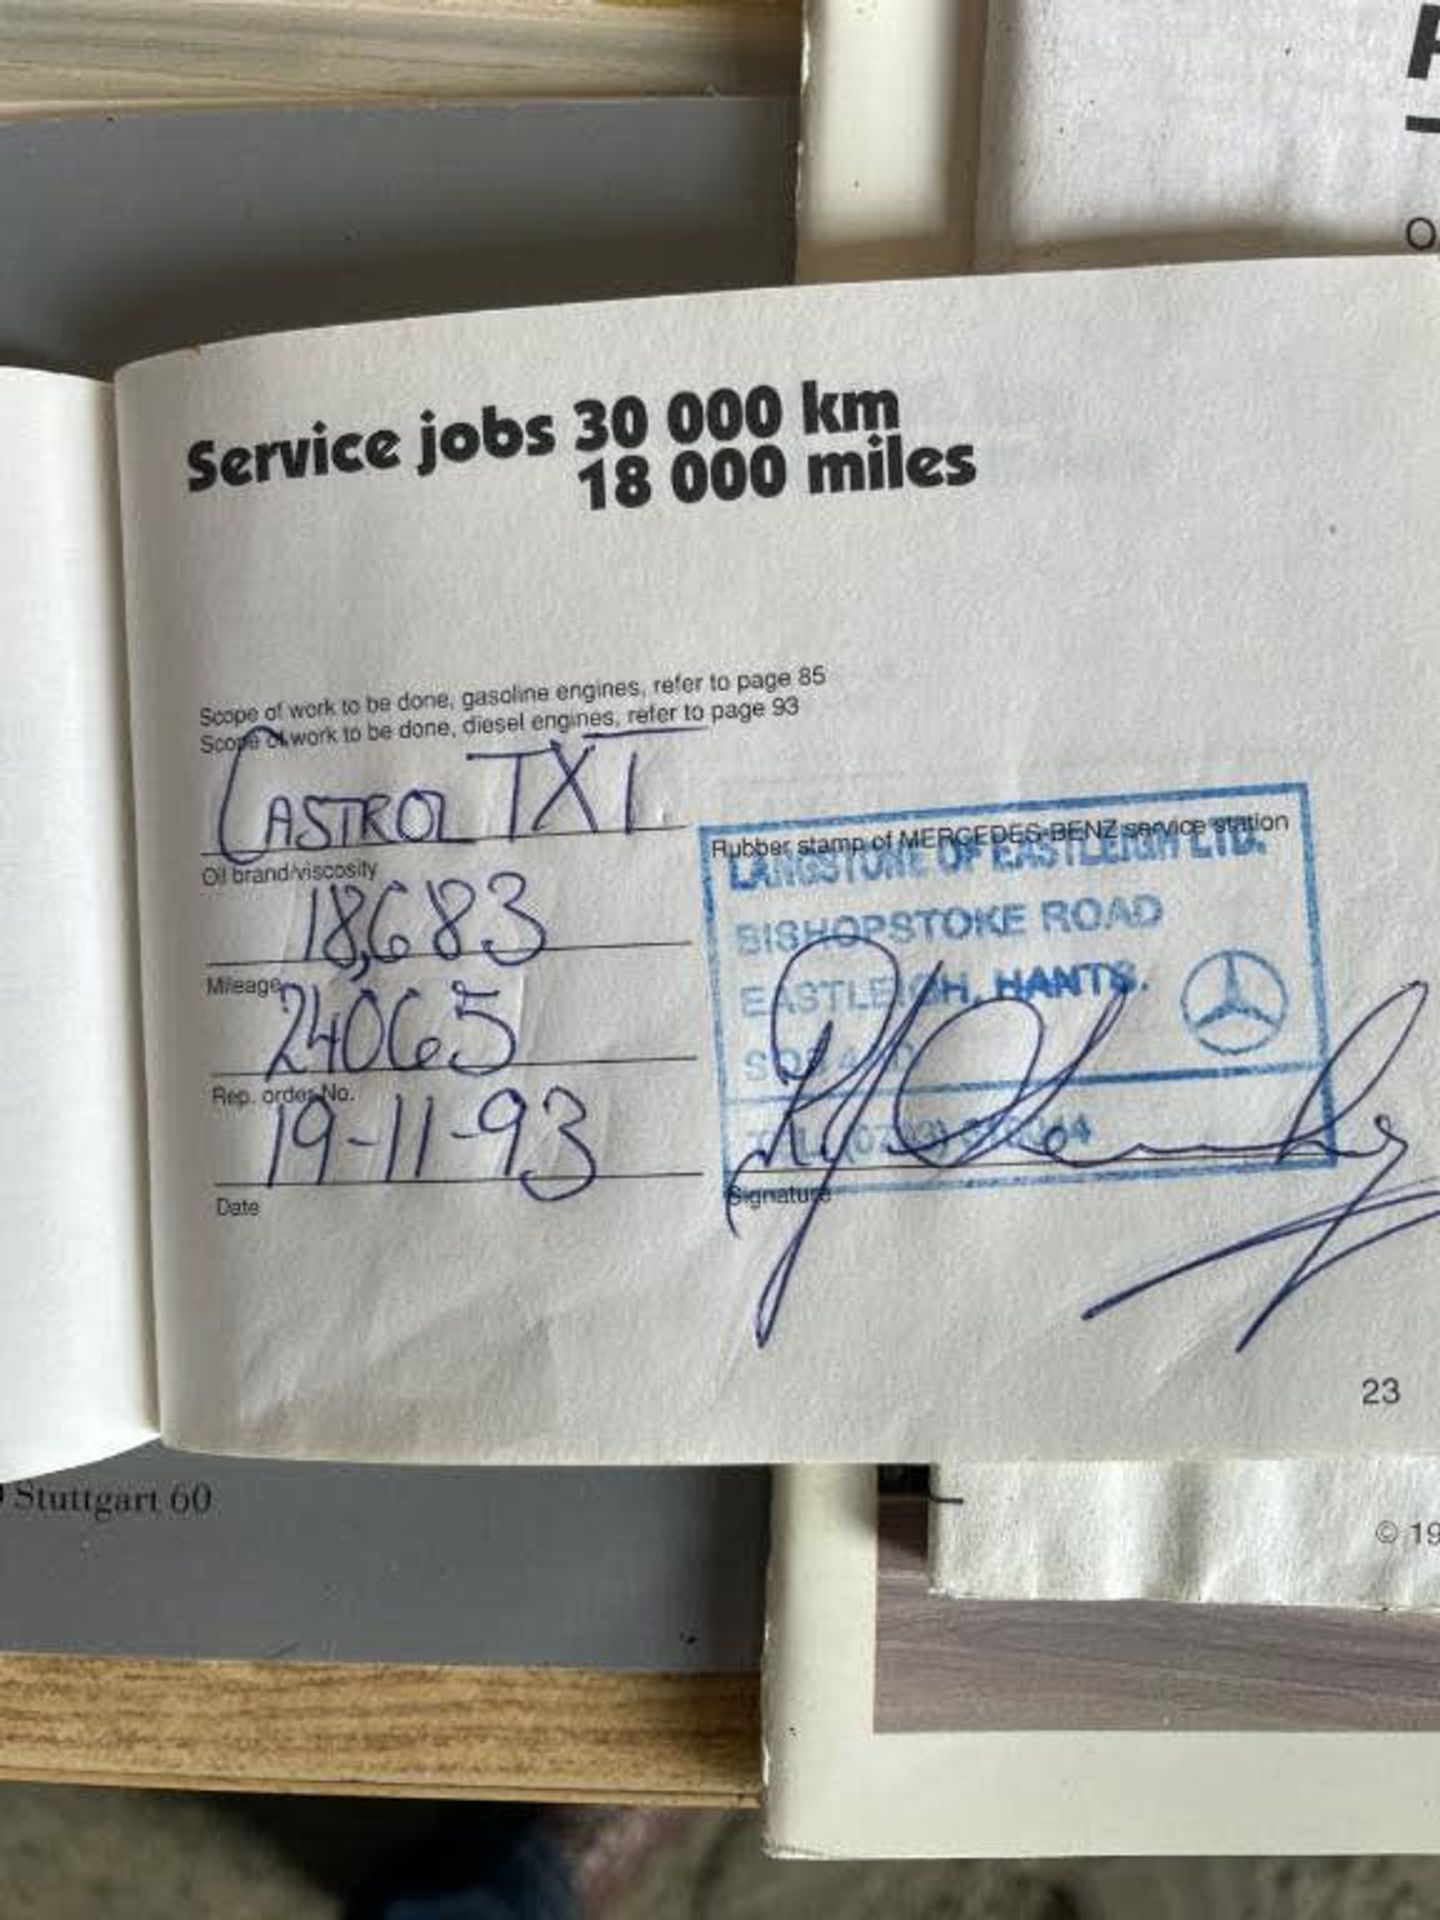 O
Service jobs 30 000 km
18 000 miles
Scope of work to be done, gasoline engines, refer to page 85
Scope of work to be done, diesel engines, refer to page 93
CASTROL TXT
Oil brand/viscosity
18,683
Mileage
24065
Rep. order No.
19-11-93
Date
Rubber stamp of MERCEDES-BENZ service station
LANGSTONE OF EASTLEIGH LTD.
BISHOPSTOKE ROAD
EASTLEIGH, HANTS.
Signature
23
Stuttgart 60
© 19